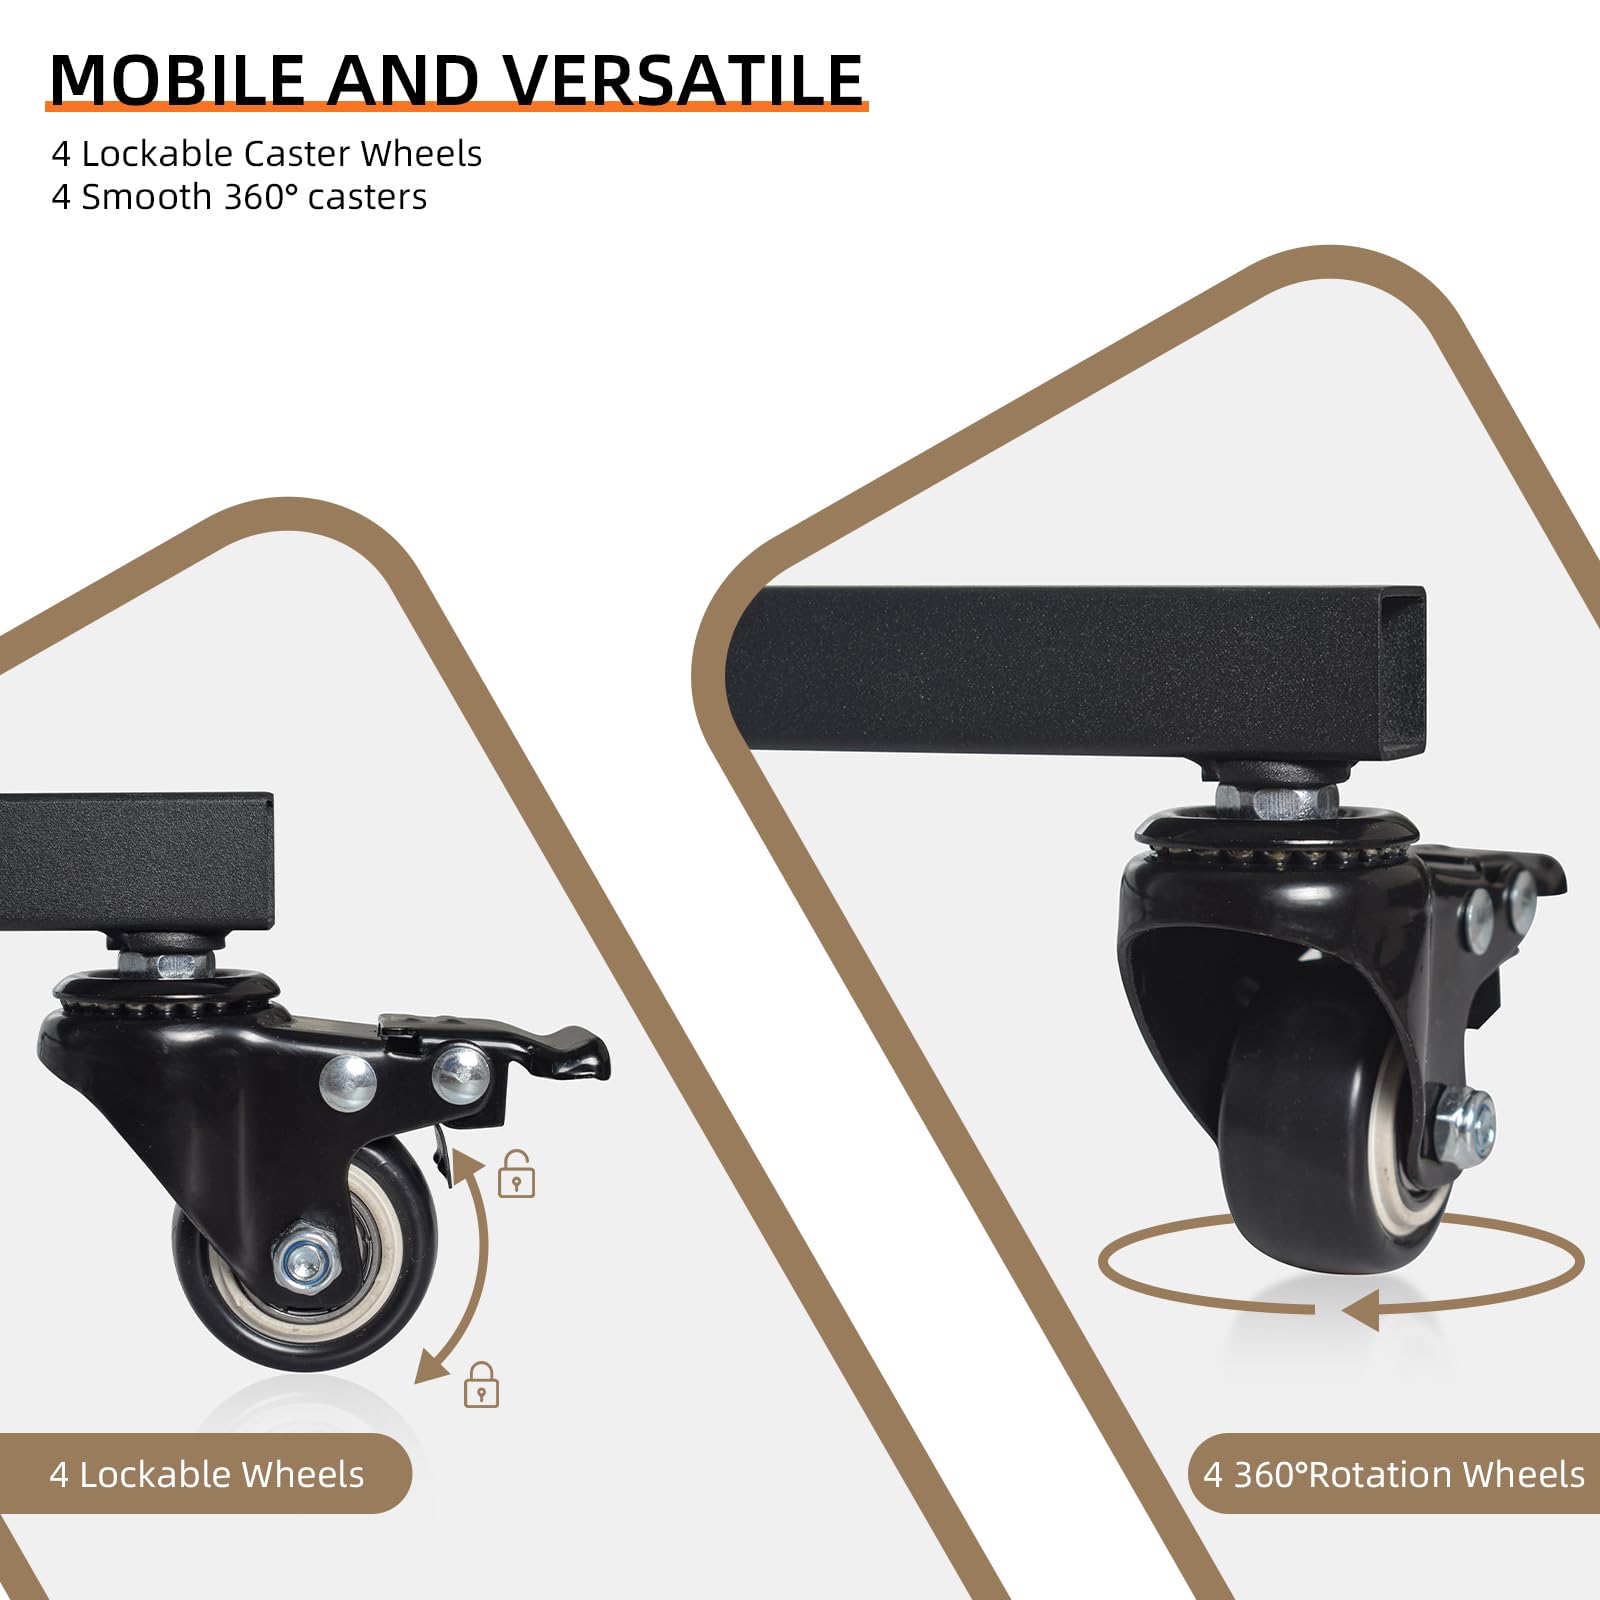 MOBILE AND VERSATILE
4 Lockable Caster Wheels
4 Smooth 360° casters
4 Lockable Wheels
4 360°Rotation Wheels